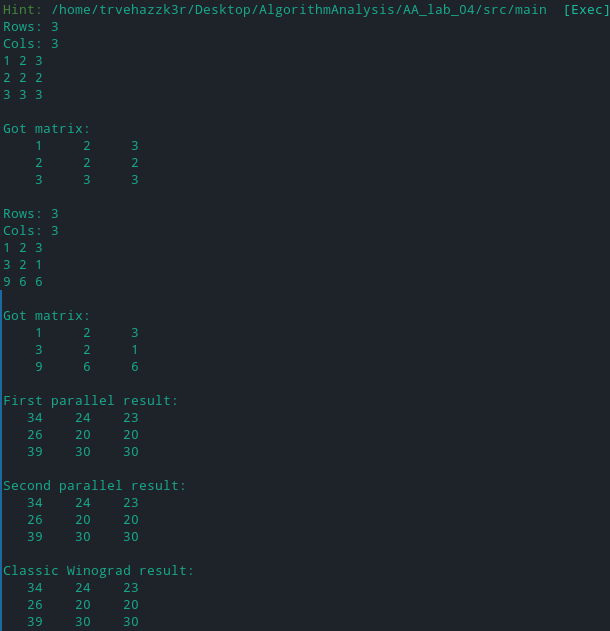 Hint: /home/trvehazzk3r/Desktop/AlgorithmAnalysis/AA_lab_04/src/main  [Exec]
Rows: 3
Cols: 3
1 2 3
2 2 2
3 3 3
Got matrix:
    1     2     3
    2     2     2
    3     3     3
Rows: 3
Cols: 3
1 2 3
3 2 1
9 6 6
Got matrix:
    1     2     3
    3     2     1
    9     6     6
First parallel result:
   34    24    23
   26    20    20
   39    30    30
Second parallel result:
   34    24    23
   26    20    20
   39    30    30
Classic Winograd result:
   34    24    23
   26    20    20
   39    30    30